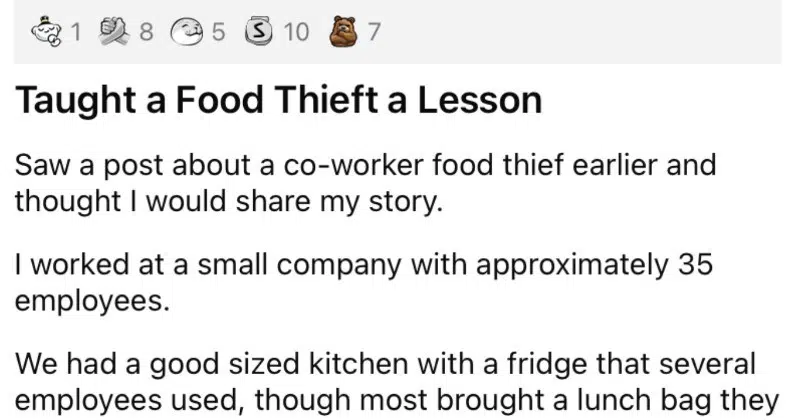 1 8 5 S 10 7
Taught a Food Thieft a Lesson
Saw a post about a co-worker food thief earlier and
thought I would share my story.
I worked at a small company with approximately 35
employees.
We had a good sized kitchen with a fridge that several
employees used, though most brought a lunch bag they